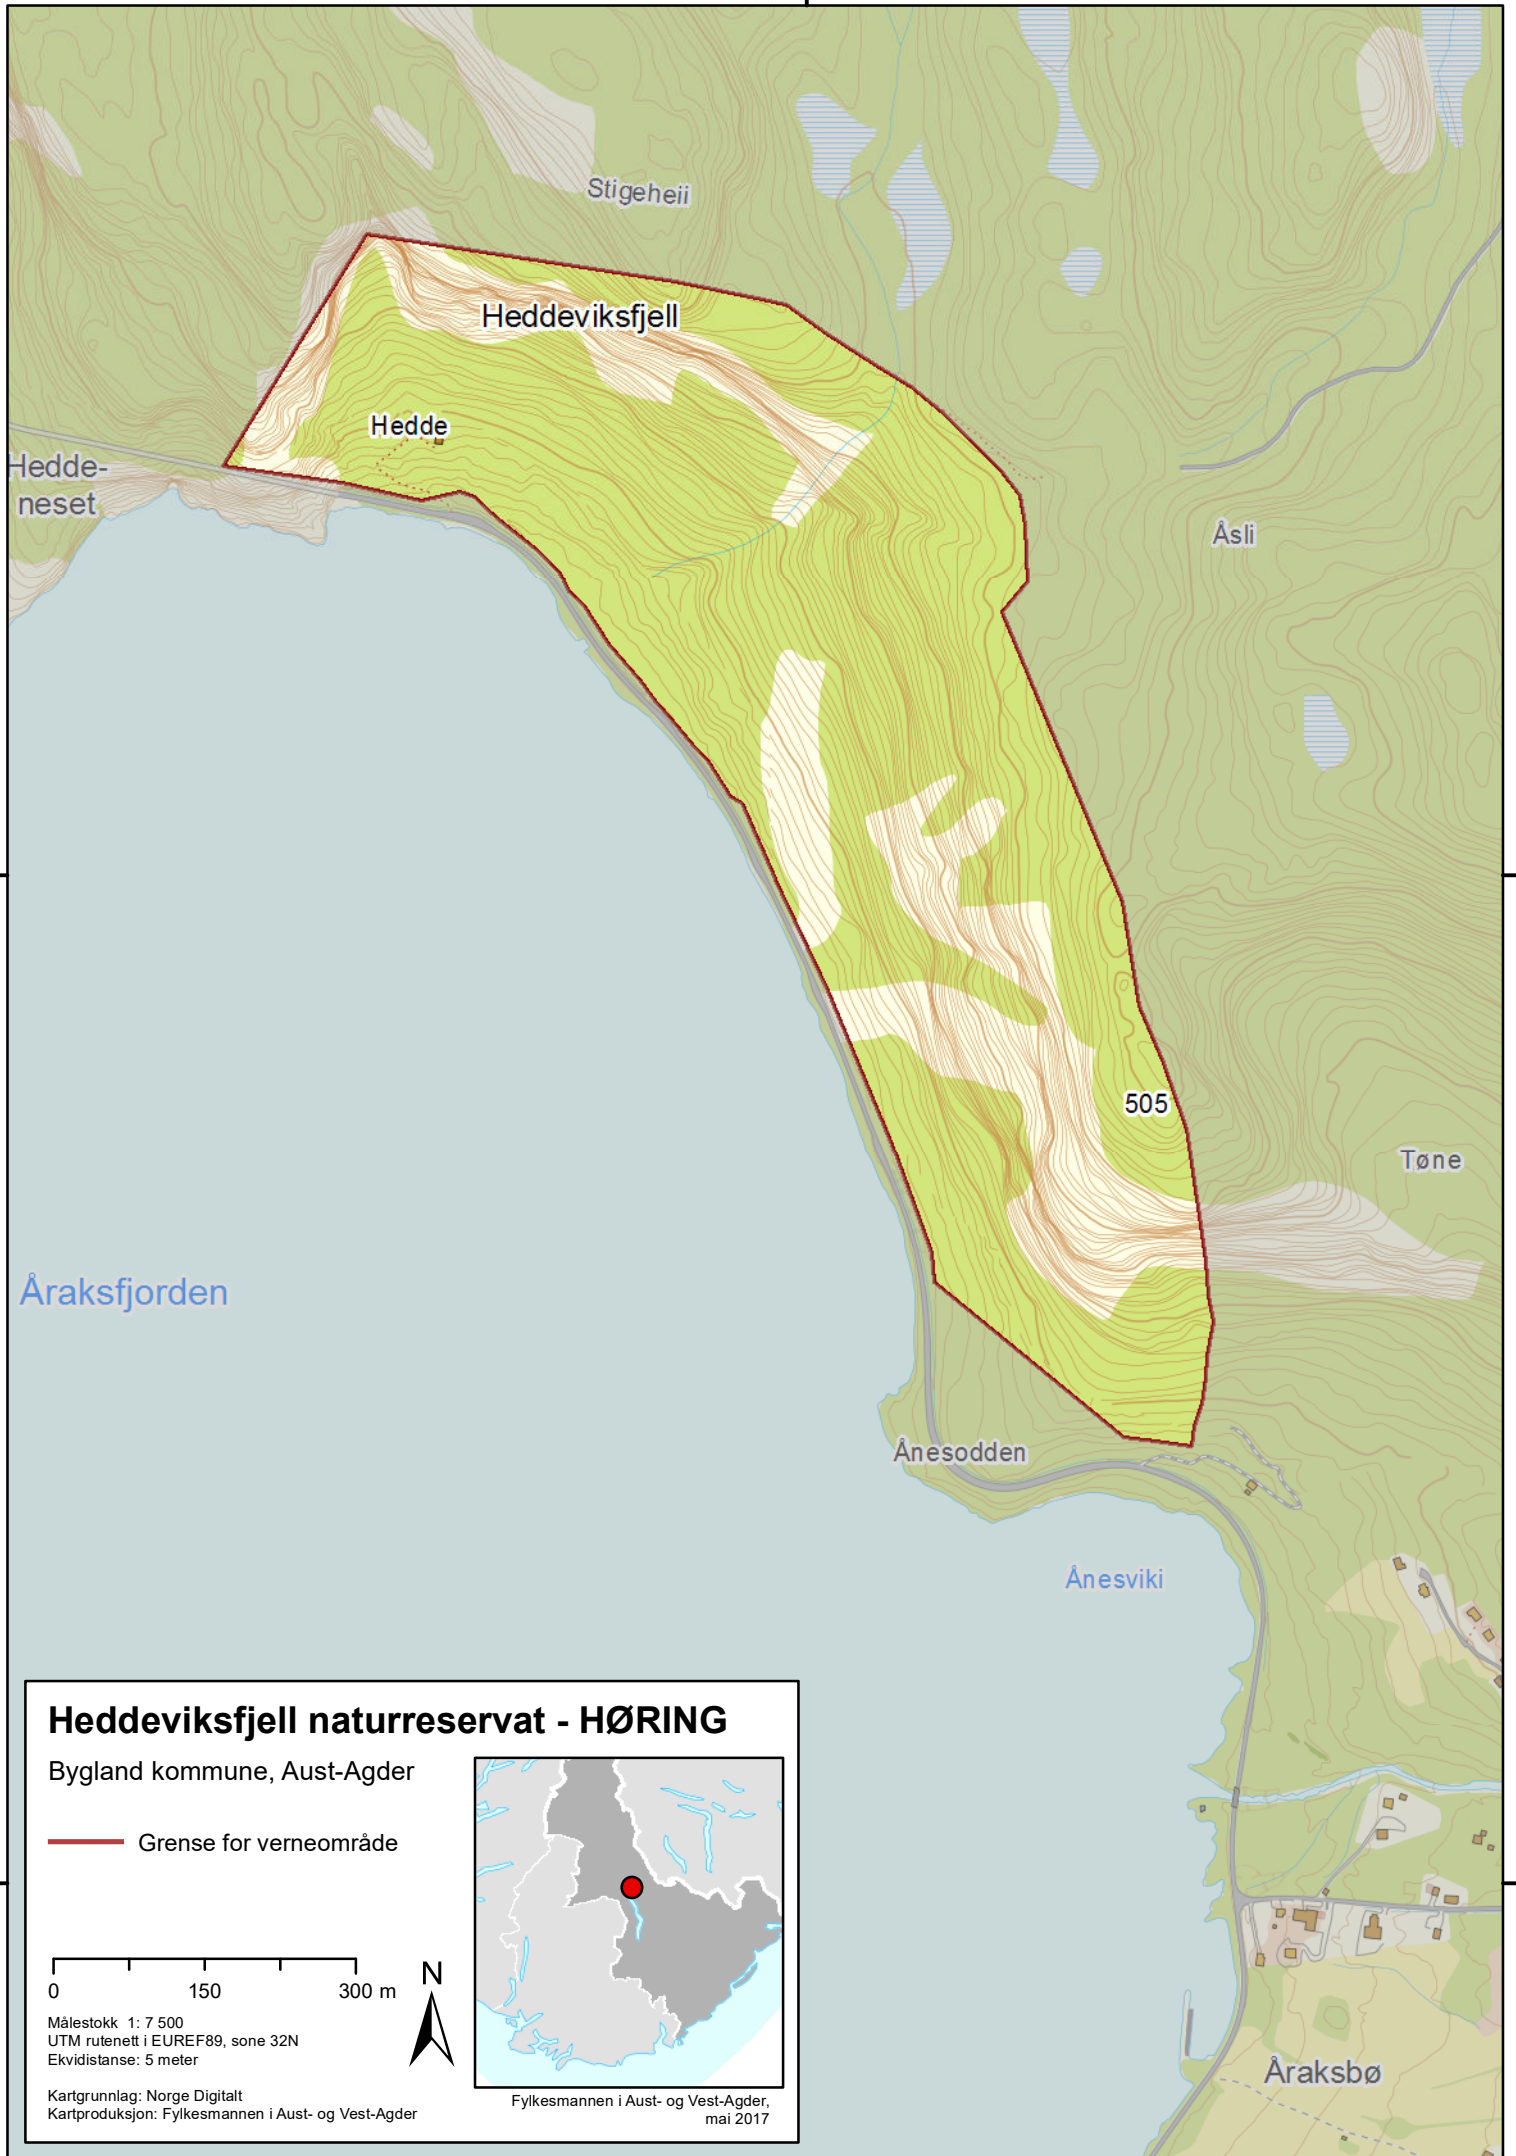 Stigeheii
Heddeviksfjell
Hedde
Hedde-
neset
Åsli
505
Tøne
Åraksfjorden
Ånesodden
Ånesviki
Heddeviksfjell naturreservat - HØRING
Bygland kommune, Aust-Agder
Grense for verneområde
0 150 300 m
N
Målestokk 1: 7 500
UTM rutenett i EUREF89, sone 32N
Ekvidistanse: 5 meter
Kartgrunnlag: Norge Digitalt
Kartproduksjon: Fylkesmannen i Aust- og Vest-Agder
Fylkesmannen i Aust- og Vest-Agder,
mai 2017
Åraksbø